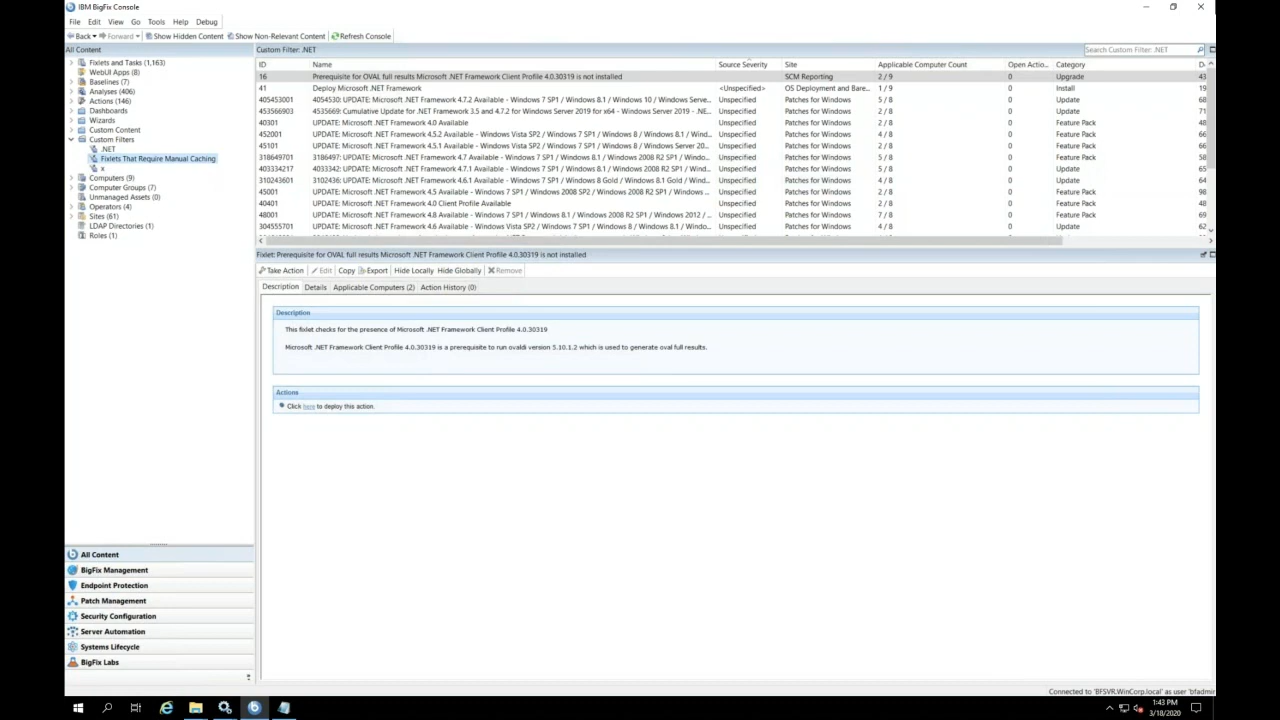 IBM BigFix Console
File Edit View Go Tools Help Debug
Back Forward Show Hidden Content Show Non-Relevant Content Refresh Console
All Content
Fixlets and Tasks (1,163)
WebUI Apps (8)
Baselines (7)
Analyses (406)
Actions (146)
Dashboards
Wizards
Custom Content
Custom Filters
.NET
Fixlets That Require Manual Caching
x
Computers (9)
Computer Groups (7)
Unmanaged Assets (0)
Operators (4)
Sites (61)
LDAP Directories (1)
Roles (1)
All Content
BigFix Management
Endpoint Protection
Patch Management
Security Configuration
Server Automation
Systems Lifecycle
BigFix Labs
Custom Filter: .NET Search Custom Filter: .NET
ID Name Source Severity Site Applicable Computer Count Open Actio... Category D
16 Prerequisite for OVAL full results Microsoft .NET Framework Client Profile 4.0.30319 is not installed SCM Reporting 2 / 9 0 Upgrade 43
41 Deploy Microsoft .NET Framework <Unspecified> OS Deployment and Bare... 1 / 9 0 Install 19
405453001 4054530: UPDATE: Microsoft .NET Framework 4.7.2 Available - Windows 7 SP1 / Windows 8.1 / Windows 10 / Windows Serve... Unspecified Patches for Windows 5 / 8 0 Update 68
453566903 4535669: Cumulative Update for .NET Framework 3.5 and 4.7.2 for Windows Server 2019 for x64 - Windows Server 2019 - .NE... Unspecified Patches for Windows 2 / 8 0 Update 71
40301 UPDATE: Microsoft .NET Framework 4.0 Available Unspecified Patches for Windows 2 / 8 0 Feature Pack 48
452001 UPDATE: Microsoft .NET Framework 4.5.2 Available - Windows Vista SP2 / Windows 7 SP1 / Windows 8 / Windows 8.1 / Wind... Unspecified Patches for Windows 4 / 8 0 Feature Pack 66
45101 UPDATE: Microsoft .NET Framework 4.5.1 Available - Windows Vista SP2 / Windows 7 SP1 / Windows 8 / Windows Server 20... Unspecified Patches for Windows 2 / 8 0 Feature Pack
318649701 3186497: UPDATE: Microsoft .NET Framework 4.7 Available - Windows 7 SP1 / Windows 8.1 / Windows 2008 R2 SP1 / Wind... Unspecified Patches for Windows 5 / 8 0 Feature Pack 58
403334217 4033342: UPDATE: Microsoft .NET Framework 4.7.1 Available - Windows 7 SP1 / Windows 8.1 / Windows 2008 R2 SP1 / Wind... Unspecified Patches for Windows 5 / 8 0 Update 65
310243601 3102436: UPDATE: Microsoft .NET Framework 4.6.1 Available - Windows 7 SP1 / Windows 8 Gold / Windows 8.1 Gold / Wind... Unspecified Patches for Windows 4 / 8 0 Update 64
45001 UPDATE: Microsoft .NET Framework 4.5 Available - Windows 7 SP1 / Windows 2008 SP2 / Windows 2008 R2 SP1 / Windows ... Unspecified Patches for Windows 2 / 8 0 Feature Pack 98
40401 UPDATE: Microsoft .NET Framework 4.0 Client Profile Available Unspecified Patches for Windows 2 / 8 0 Feature Pack 48
48001 UPDATE: Microsoft .NET Framework 4.8 Available - Windows 7 SP1 / Windows 8.1 / Windows 2008 R2 SP1 / Windows 2012 / ... Unspecified Patches for Windows 7 / 8 0 Feature Pack 69
304555701 UPDATE: Microsoft .NET Framework 4.6 Available - Windows Vista SP2 / Windows 7 SP1 / Windows 8 / Windows 8.1 / Windo... Unspecified Patches for Windows 4 / 8 0 Update 62
Fixlet: Prerequisite for OVAL full results Microsoft .NET Framework Client Profile 4.0.30319 is not installed
Take Action Edit Copy Export Hide Locally Hide Globally Remove
Description Details Applicable Computers (2) Action History (0)
Description
This fixlet checks for the presence of Microsoft .NET Framework Client Profile 4.0.30319
Microsoft .NET Framework Client Profile 4.0.30319 is a prerequisite to run ovaldi version 5.10.1.2 which is used to generate oval full results.
Actions
Click here to deploy this action.
Connected to 'BFSVR.WinCorp.local' as user 'bfadmir
1:43 PM
3/18/2020